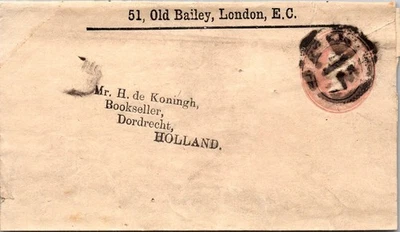 51, Old Bailey, London, E.C.
Mr. H. de Koningh,
Bookseller,
Dordrecht,
HOLLAND.